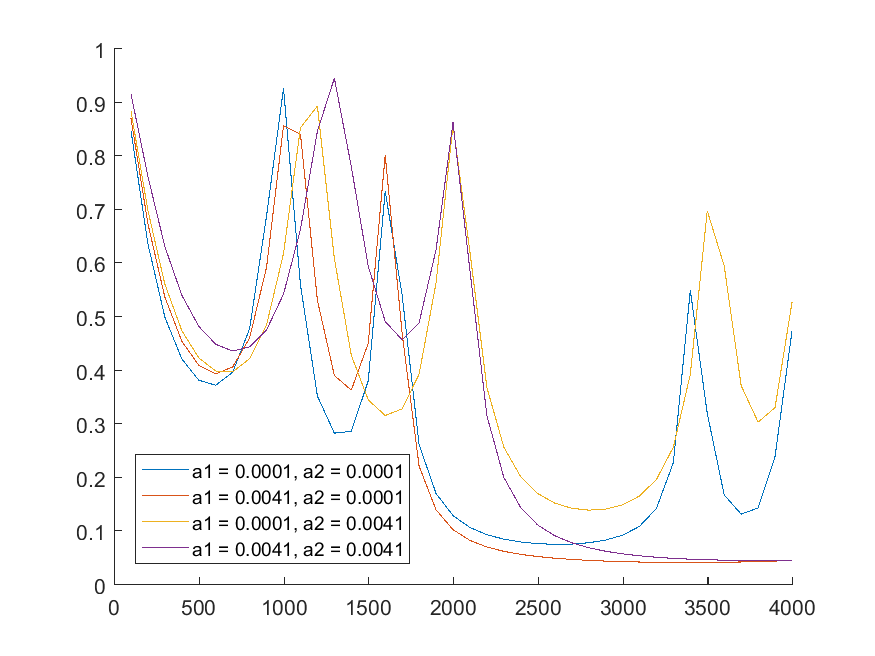 1
0.9
0.8
0.7
0.6
0.5
0.4
0.3
0.2
0.1
0
a1 = 0.0001, a2 = 0.0001
a1 = 0.0041, a2 = 0.0001
a1 = 0.0001, a2 = 0.0041
a1 = 0.0041, a2 = 0.0041
0 500 1000 1500 2000 2500 3000 3500 4000